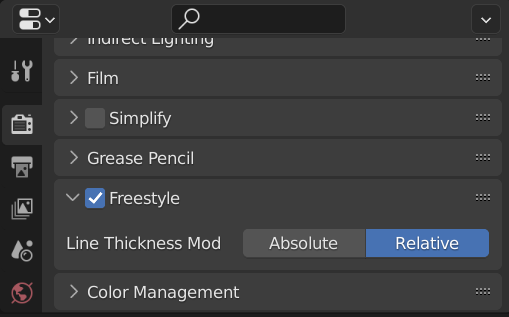 Indirect Lighting
Film
Simplify
Grease Pencil
Freestyle
Line Thickness Mod Absolute Relative
Color Management